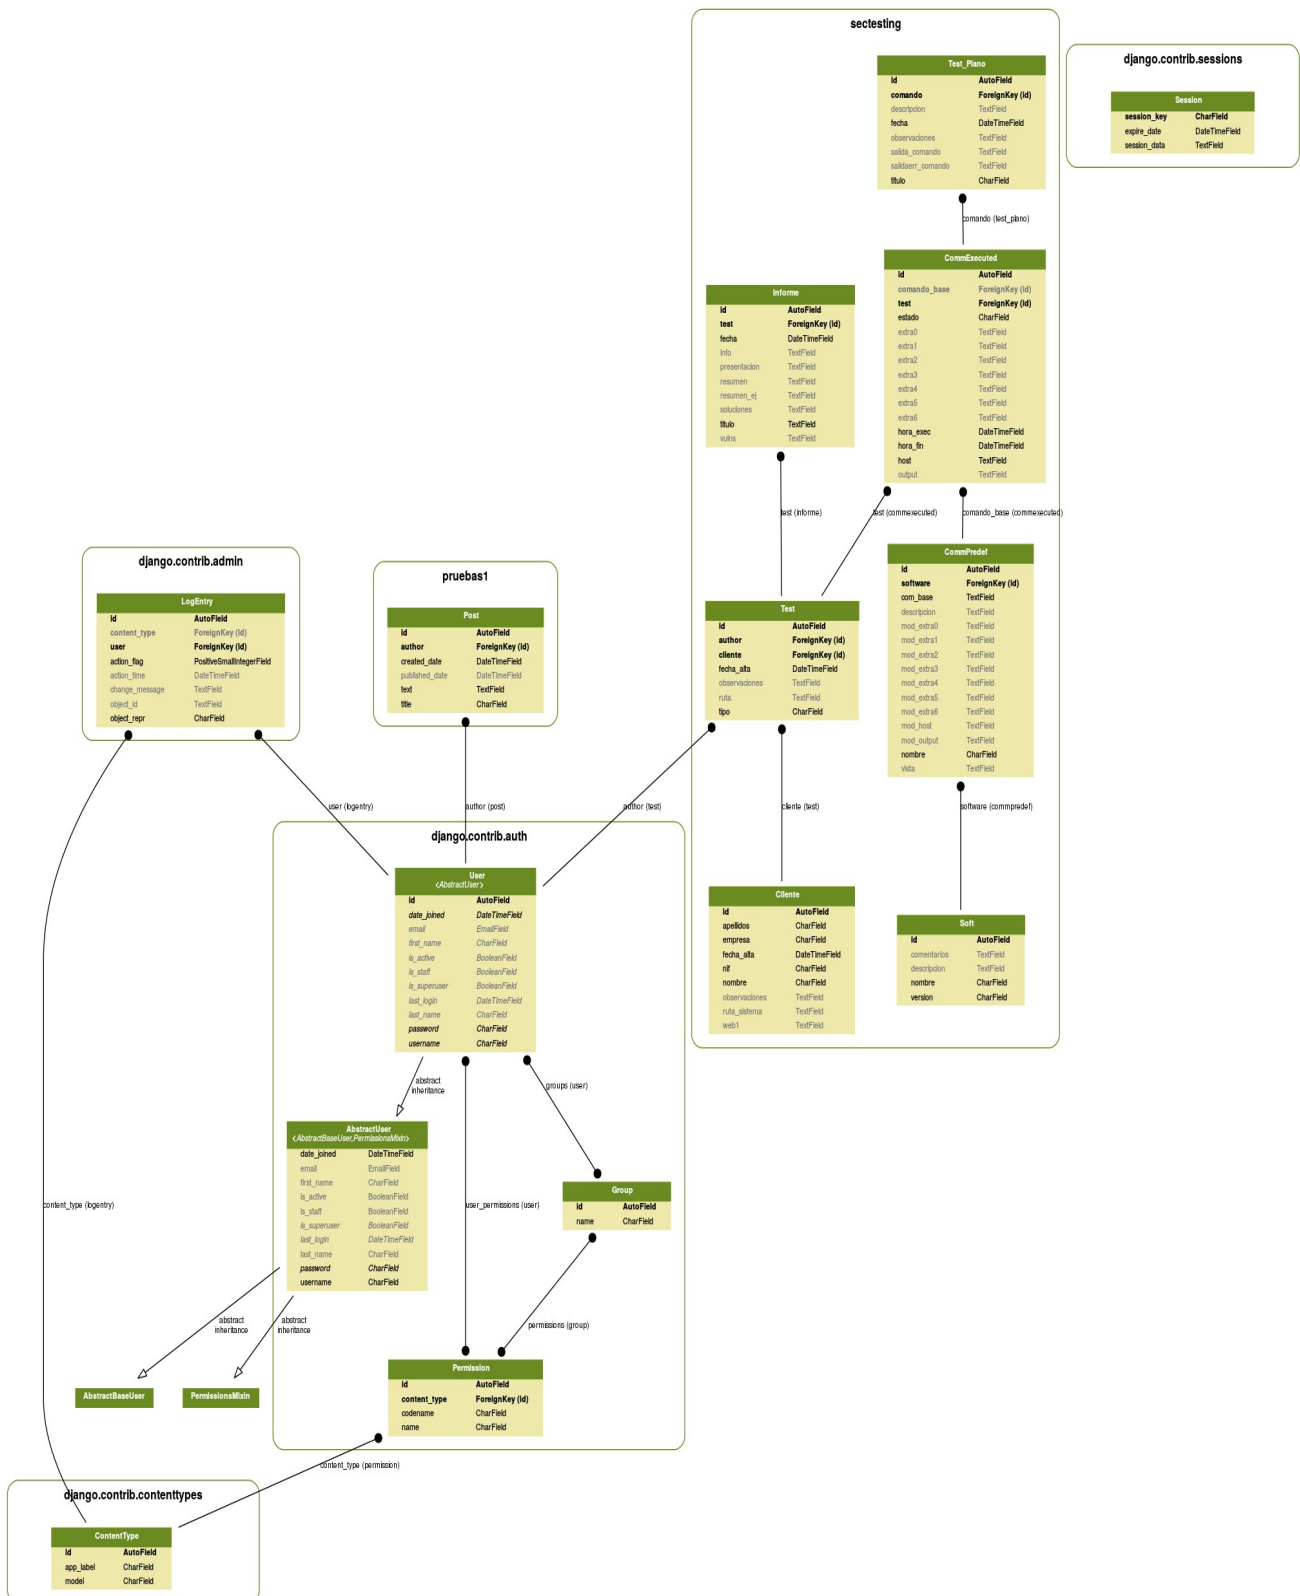 sectesting
Test_Plano
id AutoField
comando ForeignKey (id)
descripcion TextField
fecha DateTimeField
observaciones TextField
salida_comando TextField
salidaerr_comando TextField
titulo CharField
comando (test_plano)
django.contrib.sessions
Session
session_key CharField
expire_date DateTimeField
session_data TextField
CommExecuted
id AutoField
comando_base ForeignKey (id)
test ForeignKey (id)
estado CharField
extra0 TextField
extra1 TextField
extra2 TextField
extra3 TextField
extra4 TextField
extra5 TextField
extra6 TextField
hora_exec DateTimeField
hora_fin DateTimeField
host TextField
output TextField
Informe
id AutoField
test ForeignKey (id)
fecha DateTimeField
info TextField
presentacion TextField
resumen TextField
resumen_ej TextField
soluciones TextField
titulo TextField
vulns TextField
test (informe)
test (commexecuted)
comando_base (commexecuted)
CommPredef
id AutoField
software ForeignKey (id)
com_base TextField
descripcion TextField
mod_extra0 TextField
mod_extra1 TextField
mod_extra2 TextField
mod_extra3 TextField
mod_extra4 TextField
mod_extra5 TextField
mod_extra6 TextField
mod_host TextField
mod_output TextField
nombre CharField
vista TextField
Test
id AutoField
author ForeignKey (id)
cliente ForeignKey (id)
fecha_alta DateTimeField
observaciones TextField
ruta TextField
tipo CharField
django.contrib.admin
LogEntry
id AutoField
content_type ForeignKey (id)
user ForeignKey (id)
action_flag PositiveSmallIntegerField
action_time DateTimeField
change_message TextField
object_id TextField
object_repr CharField
pruebas1
Post
id AutoField
author ForeignKey (id)
created_date DateTimeField
published_date DateTimeField
text TextField
title CharField
user (logentry)
author (post)
author (test)
cliente (test)
software (commpredef)
django.contrib.auth
User
<AbstractUser>
id AutoField
date_joined DateTimeField
email EmailField
first_name CharField
is_active BooleanField
is_staff BooleanField
is_superuser BooleanField
last_login DateTimeField
last_name CharField
password CharField
username CharField
Cliente
id AutoField
apellidos CharField
empresa CharField
fecha_alta DateTimeField
nif CharField
nombre CharField
observaciones TextField
ruta_sistema TextField
web1 TextField
Soft
id AutoField
comentarios TextField
descripcion TextField
nombre CharField
version CharField
abstract
inheritance
groups (user)
AbstractUser
<AbstractBaseUser,PermissionsMixin>
date_joined DateTimeField
email EmailField
first_name CharField
is_active BooleanField
is_staff BooleanField
is_superuser BooleanField
last_login DateTimeField
last_name CharField
password CharField
username CharField
Group
id AutoField
name CharField
content_type (logentry)
user_permissions (user)
abstract
inheritance
abstract
inheritance
permissions (group)
AbstractBaseUser
PermissionsMixin
Permission
id AutoField
content_type ForeignKey (id)
codename CharField
name CharField
content_type (permission)
django.contrib.contenttypes
ContentType
id AutoField
app_label CharField
model CharField